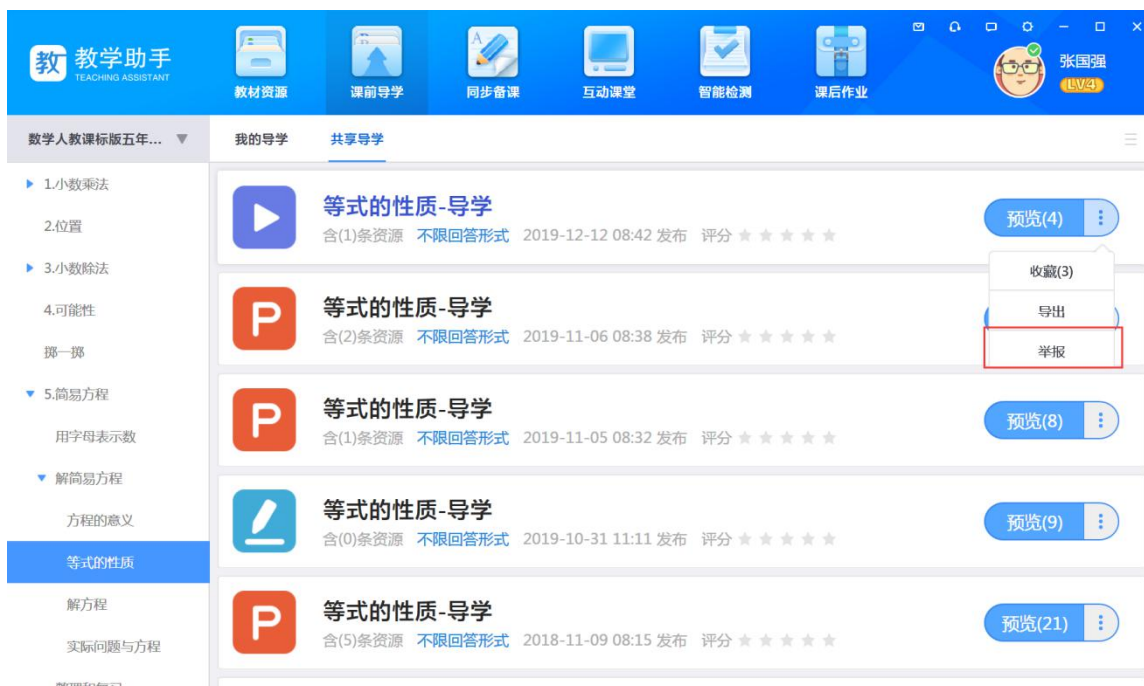 教 教学助手
TEACHING ASSISTANT
教材资源 课前导学 同步备课 互动课堂 智能检测 课后作业
张国强
LV4
数学人教课标版五年...
我的导学 共享导学
1.小数乘法
2.位置
3.小数除法
4.可能性
掷一掷
5.简易方程
用字母表示数
解简易方程
方程的意义
等式的性质
解方程
实际问题与方程
等式的性质-导学
含(1)条资源 不限回答形式 2019-12-12 08:42 发布 评分
预览(4)
收藏(3)
导出
举报
P
等式的性质-导学
含(2)条资源 不限回答形式 2019-11-06 08:38 发布 评分
P
等式的性质-导学
含(1)条资源 不限回答形式 2019-11-05 08:32 发布 评分
预览(8)
等式的性质-导学
含(0)条资源 不限回答形式 2019-10-31 11:11 发布 评分
预览(9)
P
等式的性质-导学
含(5)条资源 不限回答形式 2018-11-09 08:15 发布 评分
预览(21)